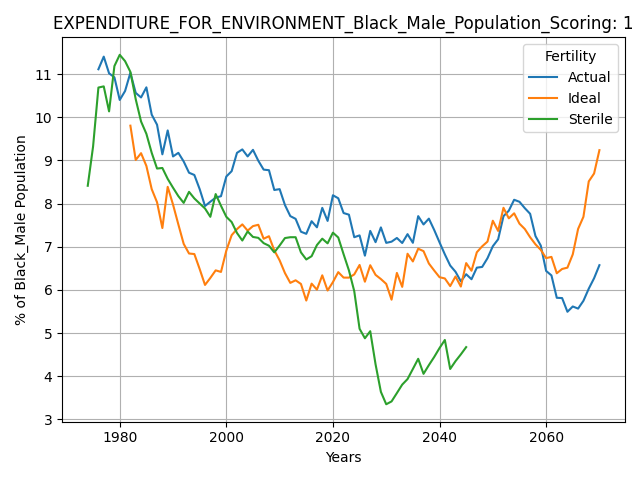 EXPENDITURE_FOR_ENVIRONMENT_Black_Male_Population_Scoring: 1
Fertility
Actual
Ideal
Sterile
% of Black_Male Population
11
10
9
8
7
6
5
4
3
1980 2000 2020 2040 2060
Years